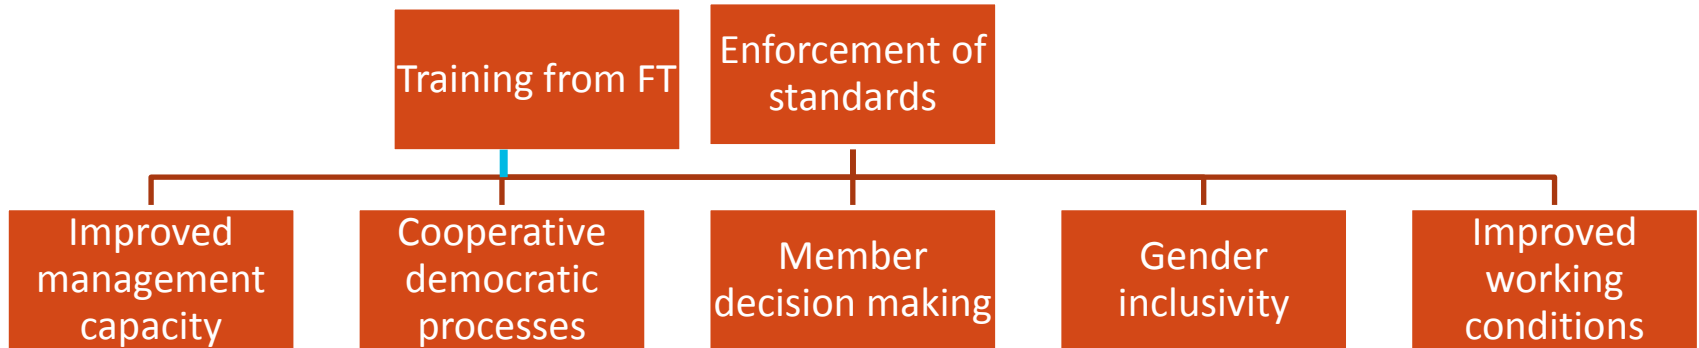 Training from FT
Enforcement of
standards
Improved
management
capacity
Cooperative
democratic
processes
Member
decision making
Gender
inclusivity
Improved
working
conditions